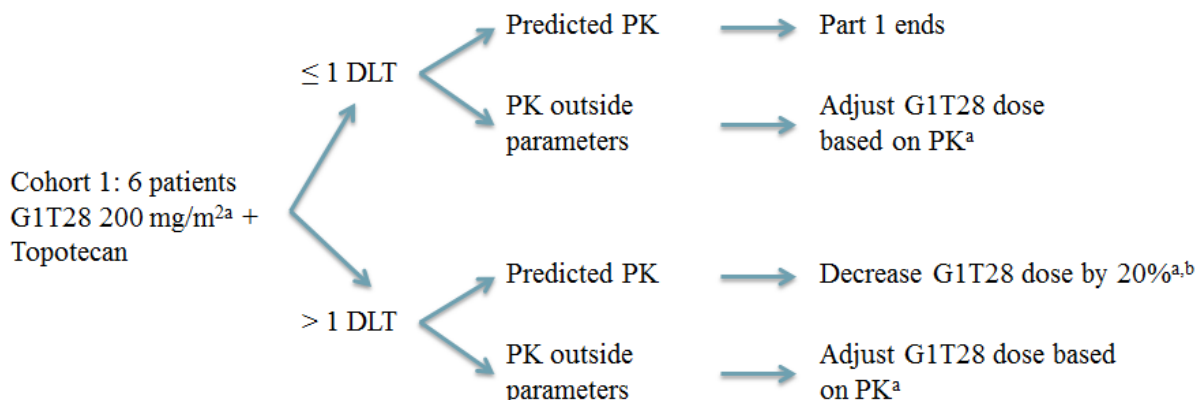 Predicted PK
Part 1 ends
≤ 1 DLT
PK outside
parameters
Adjust G1T28 dose
based on PKᵃ
Cohort 1: 6 patients
G1T28 200 mg/m²ᵃ +
Topotecan
Predicted PK
Decrease G1T28 dose by 20%ᵃ,ᵇ
> 1 DLT
PK outside
parameters
Adjust G1T28 dose based
on PKᵃ